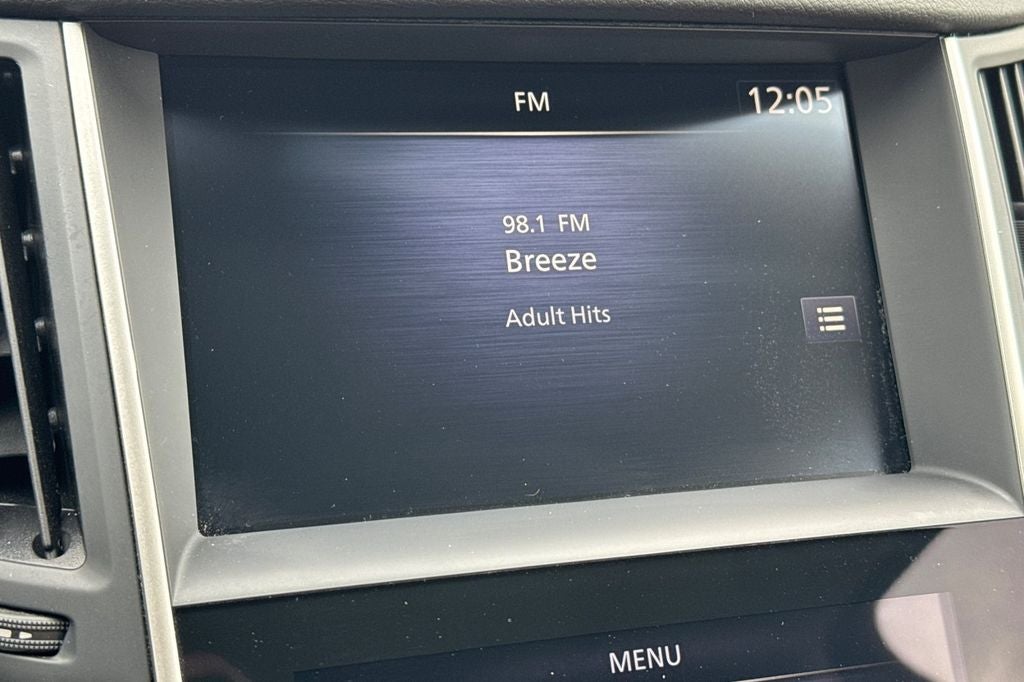 FM
12:05
98.1 FM
Breeze
Adult Hits
MENU